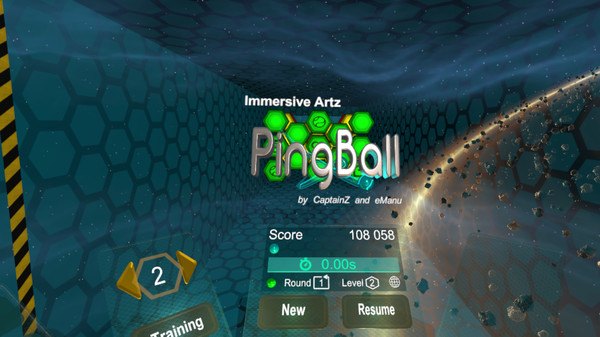 Immersive Artz
PingBall
by CaptainZ and eManu
Score 108 058
0.00s
Round 1 Level 2
2
New Resume
Training